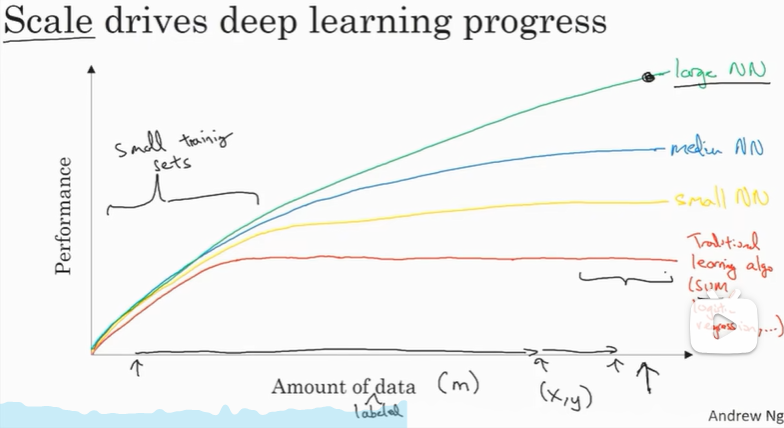 Scale drives deep learning progress
large NN
small training
sets
medium NN
Performance
small NN
Traditional
learning algo
(SVM
logistic
regression,...)
Amount of data (m)
(x,y)
labeled
Andrew Ng